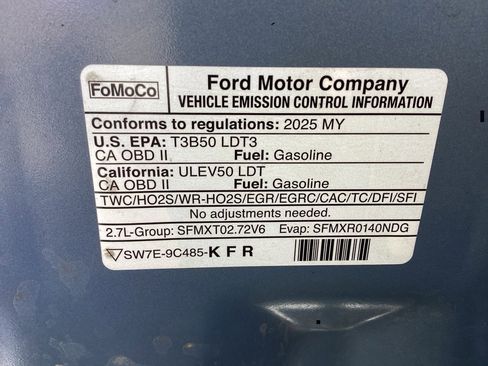 FoMoCo
Ford Motor Company
VEHICLE EMISSION CONTROL INFORMATION
Conforms to regulations: 2025 MY
U.S. EPA: T3B50 LDT3
CA OBD II Fuel: Gasoline
California: ULEV50 LDT
CA OBD II Fuel: Gasoline
TWC/HO2S/WR-HO2S/EGR/EGRC/CAC/TC/DFI/SFI
No adjustments needed.
2.7L-Group: SFMXT02.72V6 Evap: SFMXR0140NDG
SW7E-9C485-KFR